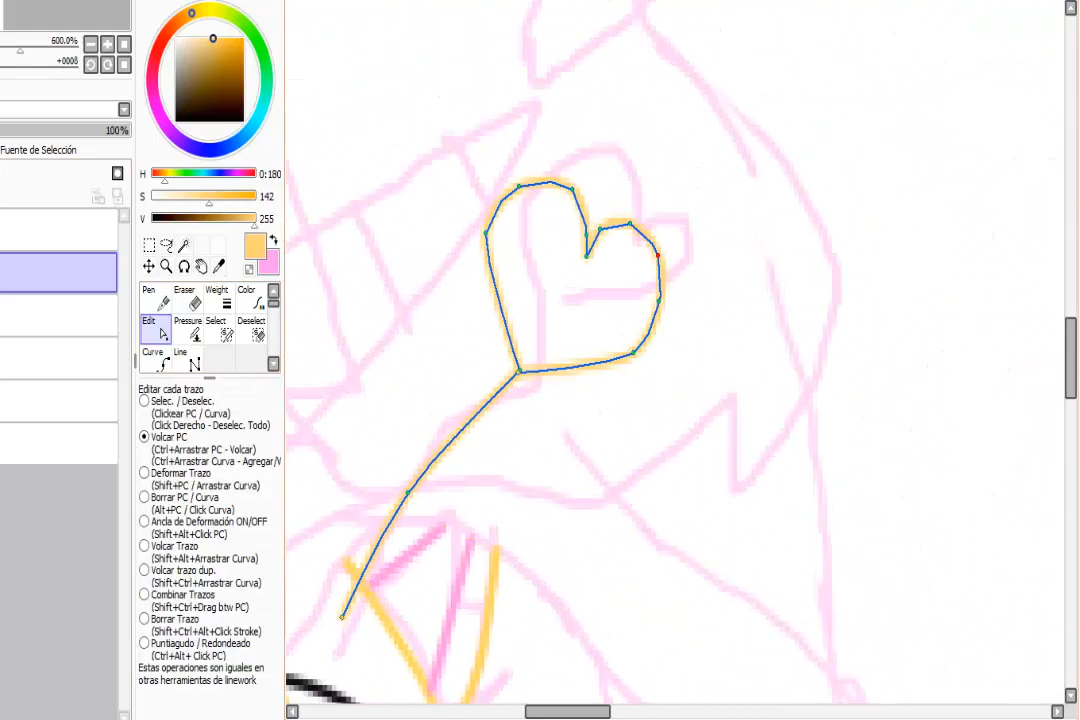 600.0%
+0008
100%
Fuente de Selección
H 0:180
S 142
V 255
Pen Eraser Weight Color
Edit Pressure Select Deselect
Curve Line
Editar cada trazo
Selec. / Deselec.
(Clickear PC / Curva)
(Click Derecho - Deselec. Todo)
Volcar PC
(Ctrl+Arrastrar PC - Volcar)
(Ctrl+Arrastrar Curva - Agregar/V
Deformar Trazo
(Shift+PC / Arrastrar Curva)
Borrar PC / Curva
(Alt+PC / Click Curva)
Ancla de Deformación ON/OFF
(Shift+Alt+Click PC)
Volcar Trazo
(Shift+Alt+Arrastrar Curva)
Volcar trazo dup.
(Shift+Ctrl+Arrastrar Curva)
Combinar Trazos
(Shift+Ctrl+Drag btw PC)
Borrar Trazo
(Shift+Ctrl+Alt+Click Stroke)
Puntiagudo / Redondeado
(Ctrl+Alt+ Click PC)
Estas operaciones son iguales en
otras herramientas de linework